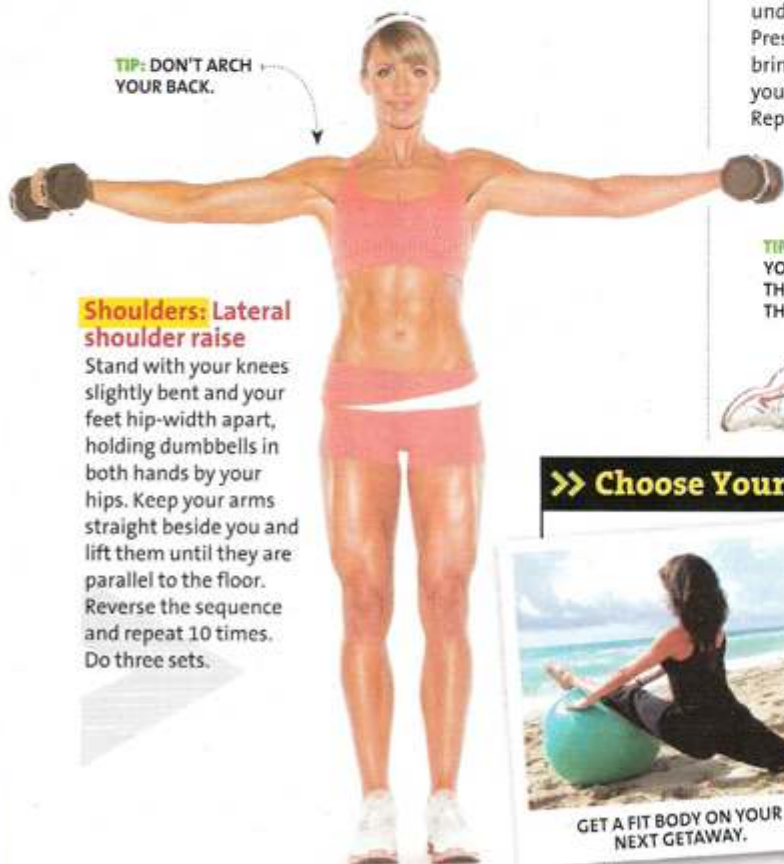 TIP: DON'T ARCH
YOUR BACK.
Shoulders: Lateral
shoulder raise
Stand with your knees
slightly bent and your
feet hip-width apart,
holding dumbbells in
both hands by your
hips. Keep your arms
straight beside you and
lift them until they are
parallel to the floor.
Reverse the sequence
and repeat 10 times.
Do three sets.
>> Choose Your
GET A FIT BODY ON YOUR
NEXT GETAWAY.